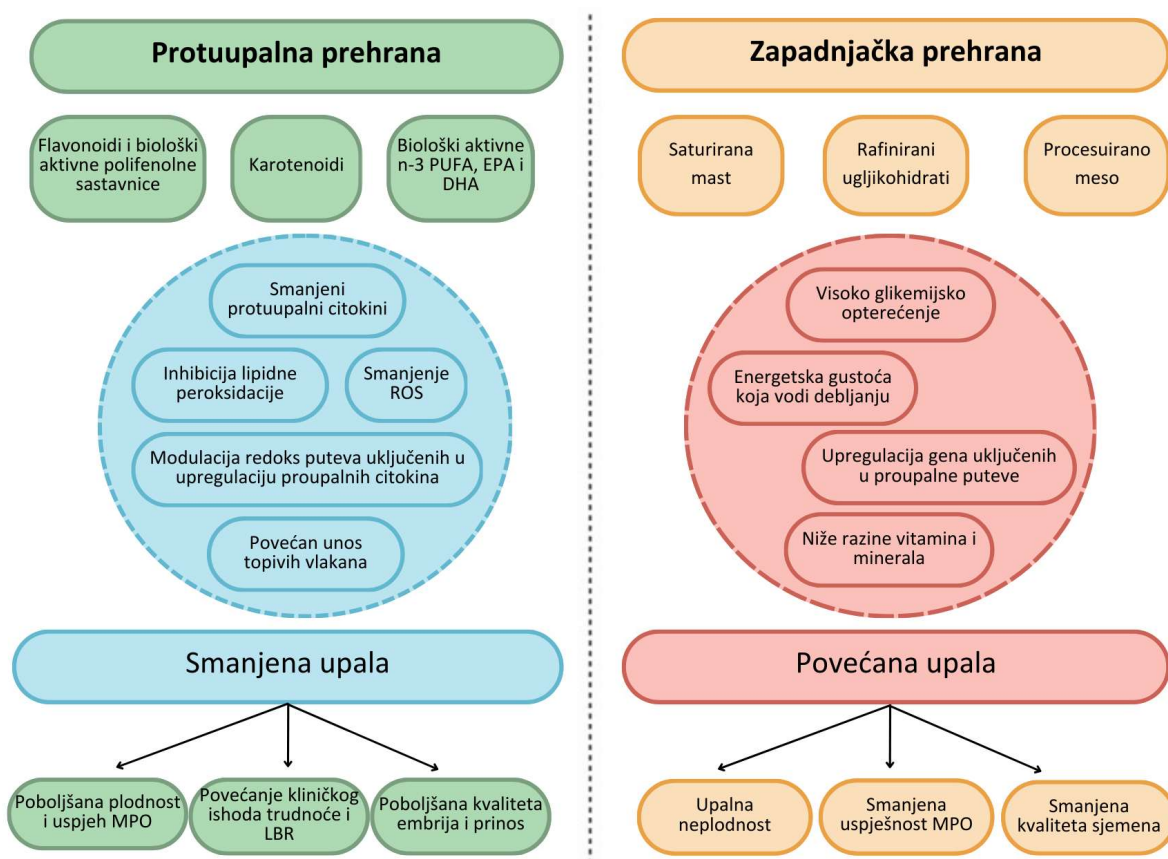 Protuupalna prehrana
Flavonoidi i biološki
aktivne polifenolne
sastavnice
Karotenoidi
Biološki aktivne
n-3 PUFA, EPA i
DHA
Smanjeni
protuupalni citokini
Inhibicija lipidne
peroksidacije
Smanjenje
ROS
Modulacija redoks puteva uključenih u
upregulaciju proupalnih citokina
Povećan unos
topivih vlakana
Smanjena upala
Poboljšana plodnost
i uspjeh MPO
Povećanje kliničkog
ishoda trudnoće i
LBR
Poboljšana kvaliteta
embrija i prinos
Zapadnjačka prehrana
Saturirana
mast
Rafinirani
ugljikohidrati
Procesuirano
meso
Visoko glikemijsko
opterećenje
Energetska gustoća
koja vodi debljanju
Upregulacija gena uključenih
u proupalne puteve
Niže razine vitamina i
minerala
Povećana upala
Upalna
neplodnost
Smanjena
uspješnost MPO
Smanjena
kvaliteta sjemena